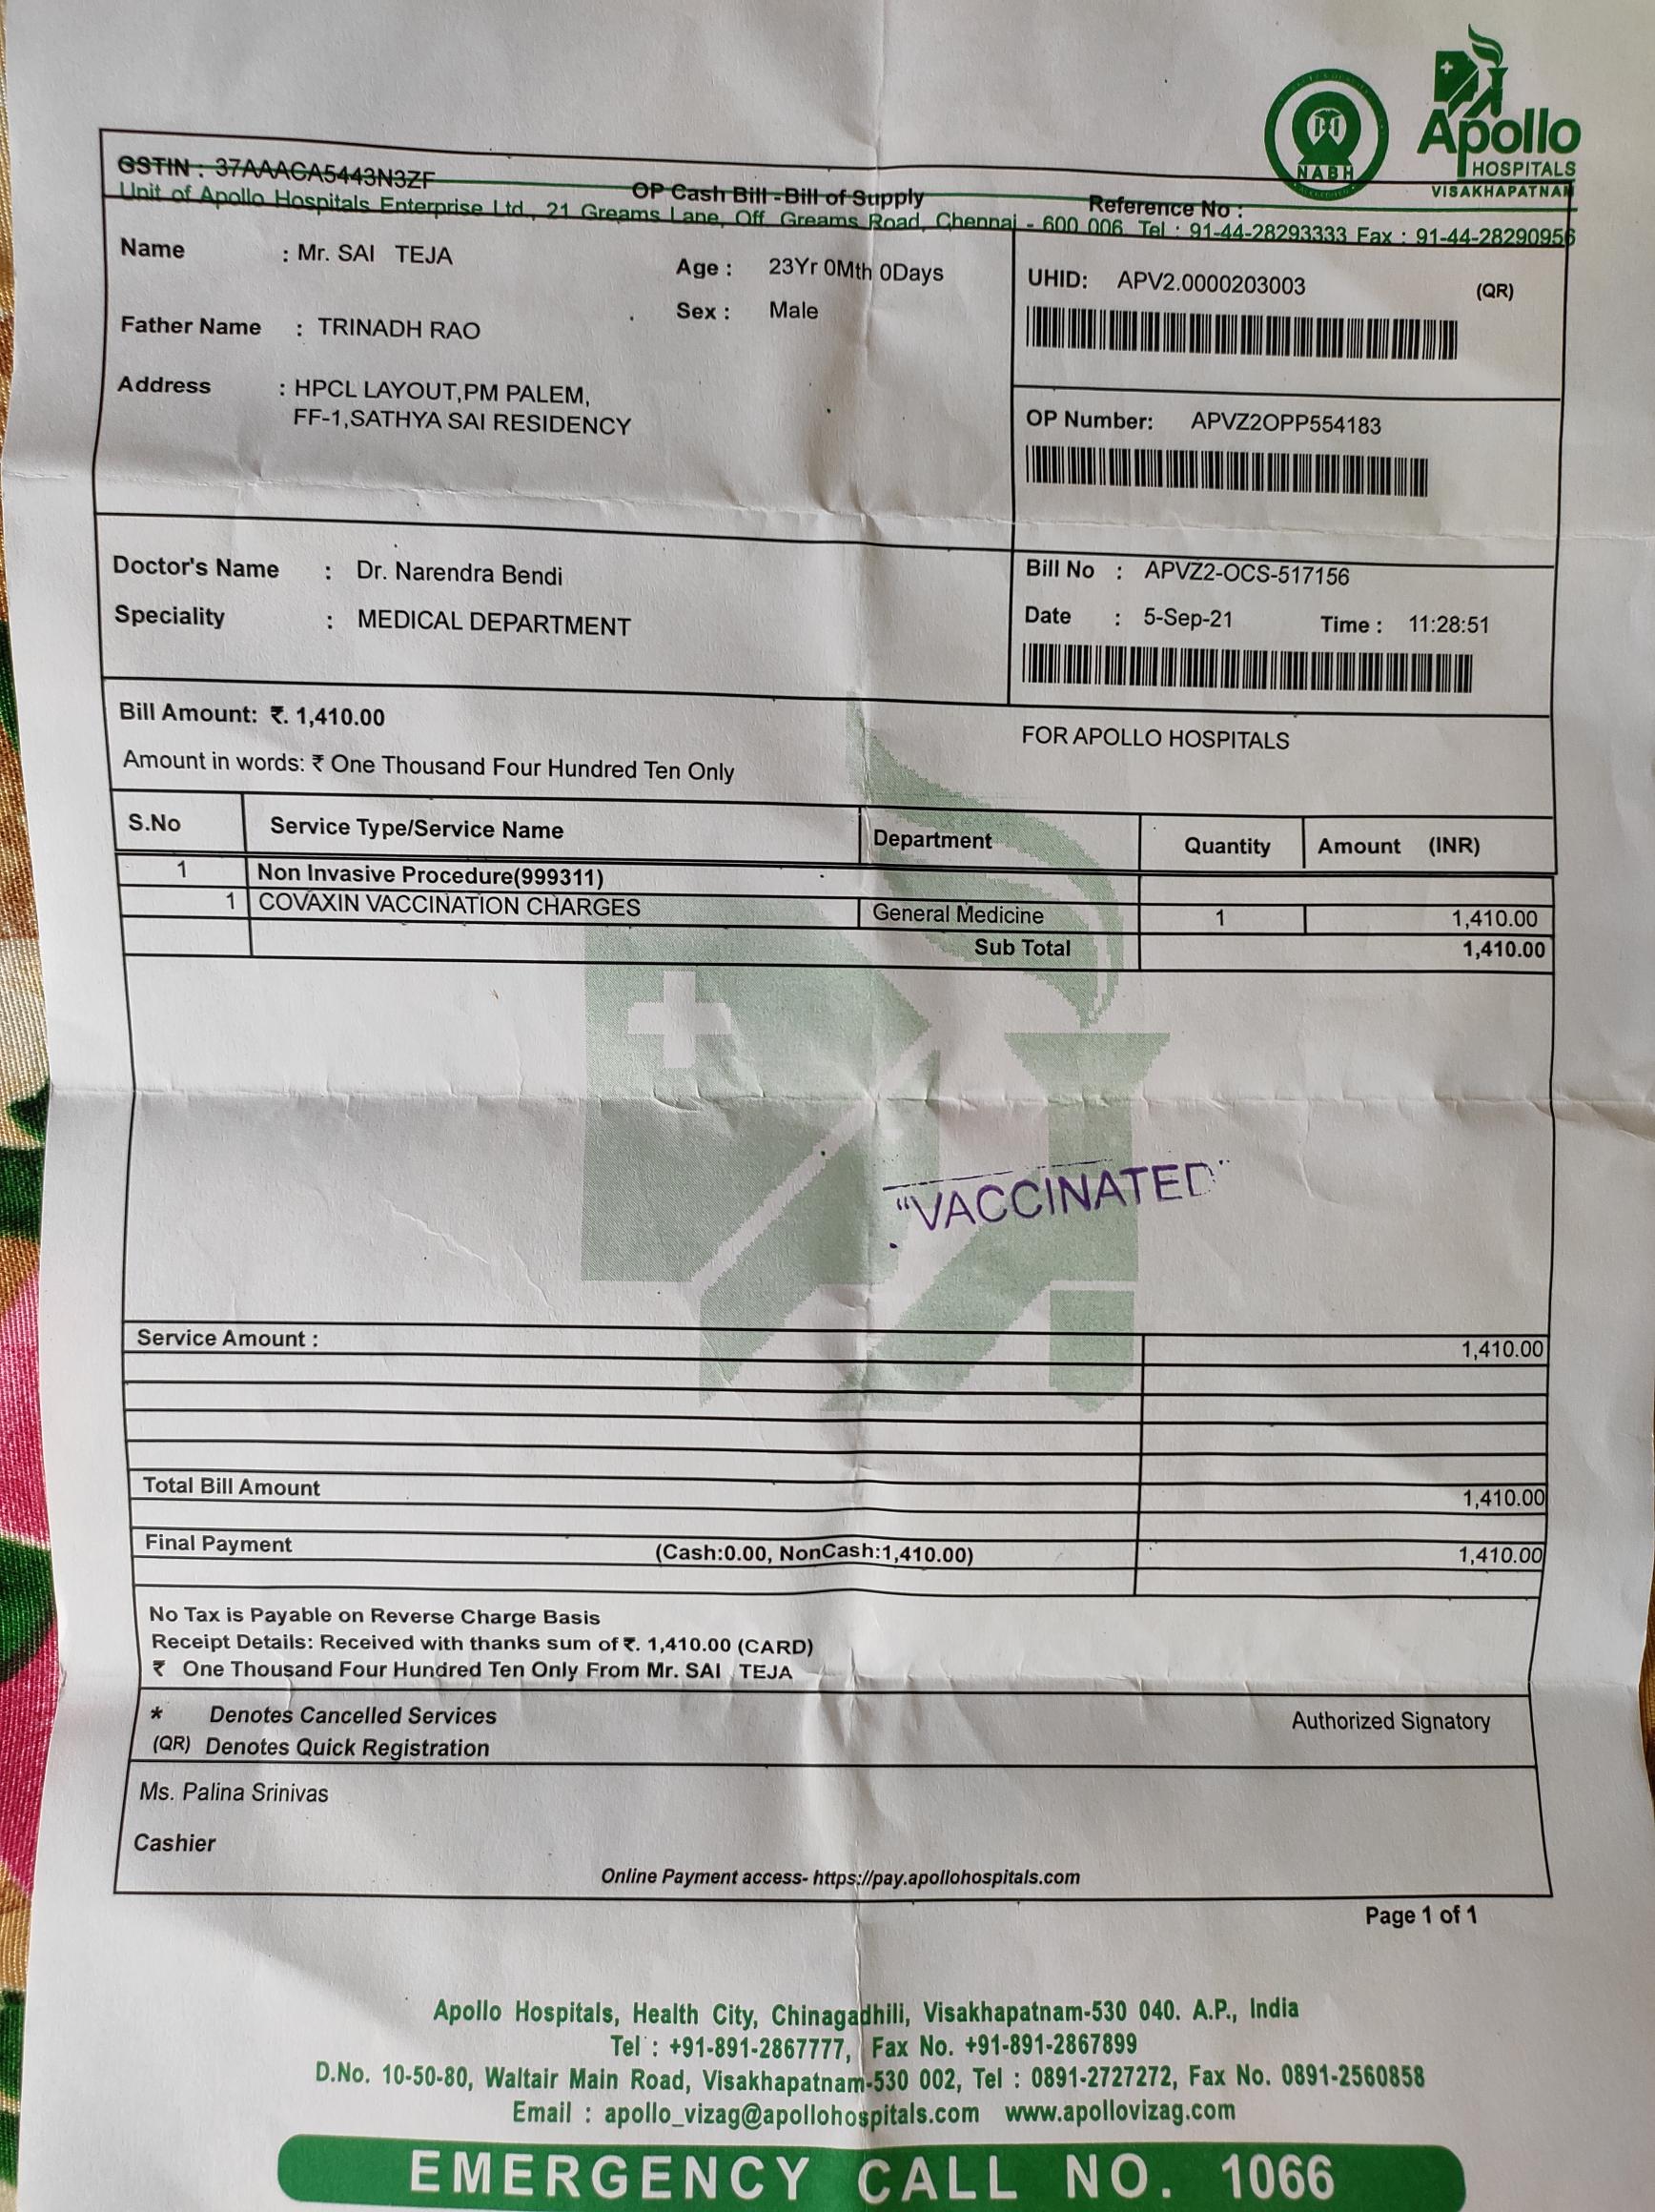 NABH
Apollo
HOSPITALS
VISAKHAPATNAM
GSTIN : 37AAACA5443N3ZF
OP Cash Bill -Bill of Supply
Reference No :
Unit of Apollo Hospitals Enterprise Ltd., 21 Greams Lane, Off. Greams Road, Chennai - 600 006. Tel : 91-44-28293333 Fax : 91-44-28290956
Name : Mr. SAI TEJA
Age : 23Yr 0Mth 0Days
Sex : Male
Father Name : TRINADH RAO
Address : HPCL LAYOUT,PM PALEM,
FF-1,SATHYA SAI RESIDENCY
UHID: APV2.0000203003 (QR)
OP Number: APVZ2OPP554183
Doctor's Name : Dr. Narendra Bendi
Speciality : MEDICAL DEPARTMENT
Bill No : APVZ2-OCS-517156
Date : 5-Sep-21 Time : 11:28:51
Bill Amount: ₹. 1,410.00
FOR APOLLO HOSPITALS
Amount in words: ₹ One Thousand Four Hundred Ten Only
S.No Service Type/Service Name Department Quantity Amount (INR)
1 Non Invasive Procedure(999311)
1 COVAXIN VACCINATION CHARGES General Medicine 1 1,410.00
Sub Total 1,410.00
"VACCINATED"
Service Amount : 1,410.00
Total Bill Amount 1,410.00
Final Payment (Cash:0.00, NonCash:1,410.00) 1,410.00
No Tax is Payable on Reverse Charge Basis
Receipt Details: Received with thanks sum of ₹. 1,410.00 (CARD)
₹ One Thousand Four Hundred Ten Only From Mr. SAI TEJA
* Denotes Cancelled Services
Authorized Signatory
(QR) Denotes Quick Registration
Ms. Palina Srinivas
Cashier
Online Payment access- https://pay.apollohospitals.com
Page 1 of 1
Apollo Hospitals, Health City, Chinagadhili, Visakhapatnam-530 040. A.P., India
Tel : +91-891-2867777, Fax No. +91-891-2867899
D.No. 10-50-80, Waltair Main Road, Visakhapatnam-530 002, Tel : 0891-2727272, Fax No. 0891-2560858
Email : apollo_vizag@apollohospitals.com www.apollovizag.com
EMERGENCY CALL NO. 1066